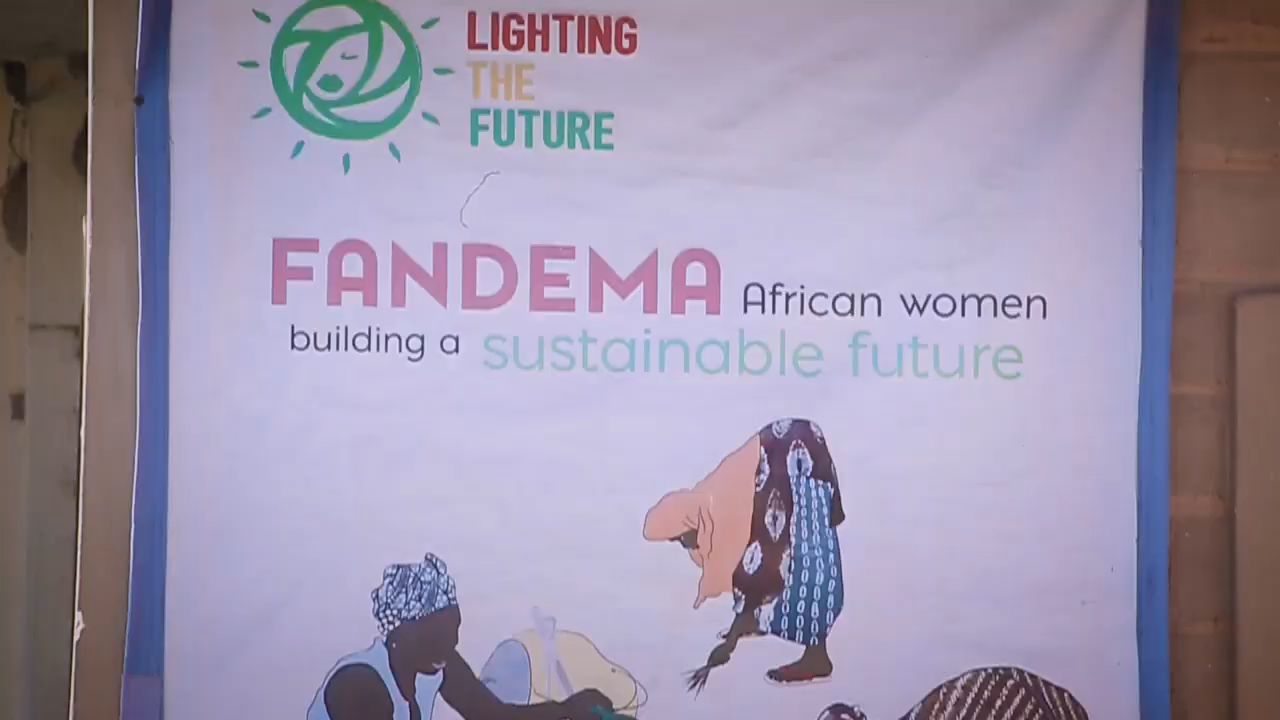 LIGHTING
THE
FUTURE
FANDEMA African women
building a sustainable future